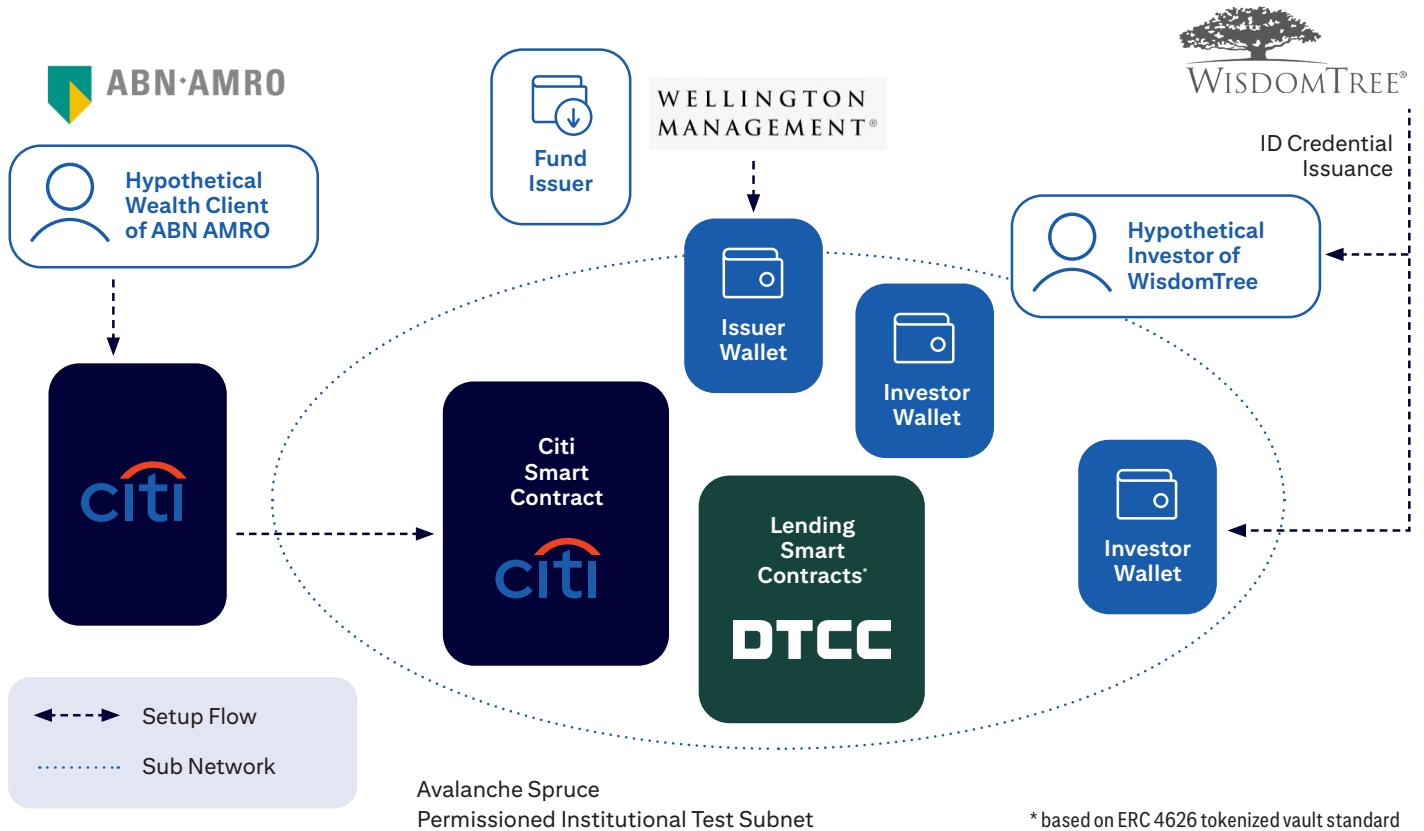 ABN·AMRO
Hypothetical
Wealth Client
of ABN AMRO
Fund
Issuer
WELLINGTON
MANAGEMENT®
WISDOMTREE®
ID Credential
Issuance
Hypothetical
Investor of
WisdomTree
Issuer
Wallet
Investor
Wallet
citi
Citi
Smart
Contract
citi
Lending
Smart
Contracts*
DTCC
Investor
Wallet
Setup Flow
Sub Network
Avalanche Spruce
Permissioned Institutional Test Subnet
* based on ERC 4626 tokenized vault standard